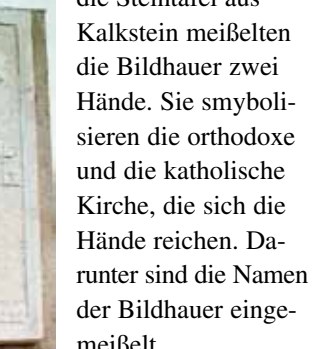 die Steintafel aus
Kalkstein meißelten
die Bildhauer zwei
Hände. Sie smyboli-
sieren die orthodoxe
und die katholische
Kirche, die sich die
Hände reichen. Da-
runter sind die Namen
der Bildhauer einge-
meißelt